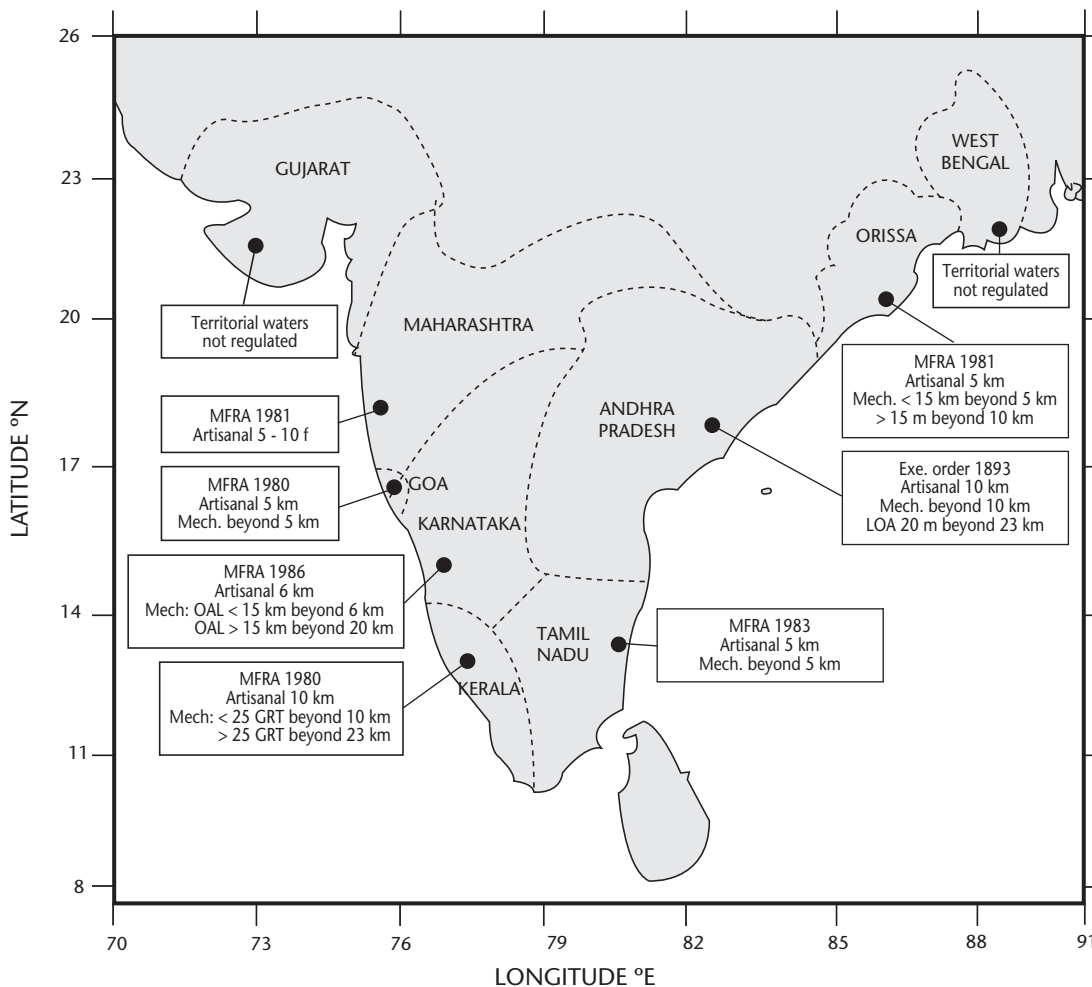 26
23
20
17
14
11
8
LATITUDE ºN
70
73
76
79
82
85
88
91
LONGITUDE ºE
GUJARAT
WEST
BENGAL
ORISSA
MAHARASHTRA
ANDHRA
PRADESH
GOA
KARNATAKA
TAMIL
NADU
KERALA
Territorial waters
not regulated
MFRA 1981
Artisanal 5 - 10 f
MFRA 1980
Artisanal 5 km
Mech. beyond 5 km
MFRA 1986
Artisanal 6 km
Mech: OAL < 15 km beyond 6 km
OAL > 15 km beyond 20 km
MFRA 1980
Artisanal 10 km
Mech: < 25 GRT beyond 10 km
> 25 GRT beyond 23 km
Territorial waters
not regulated
MFRA 1981
Artisanal 5 km
Mech. < 15 km beyond 5 km
> 15 m beyond 10 km
Exe. order 1893
Artisanal 10 km
Mech. beyond 10 km
LOA 20 m beyond 23 km
MFRA 1983
Artisanal 5 km
Mech. beyond 5 km